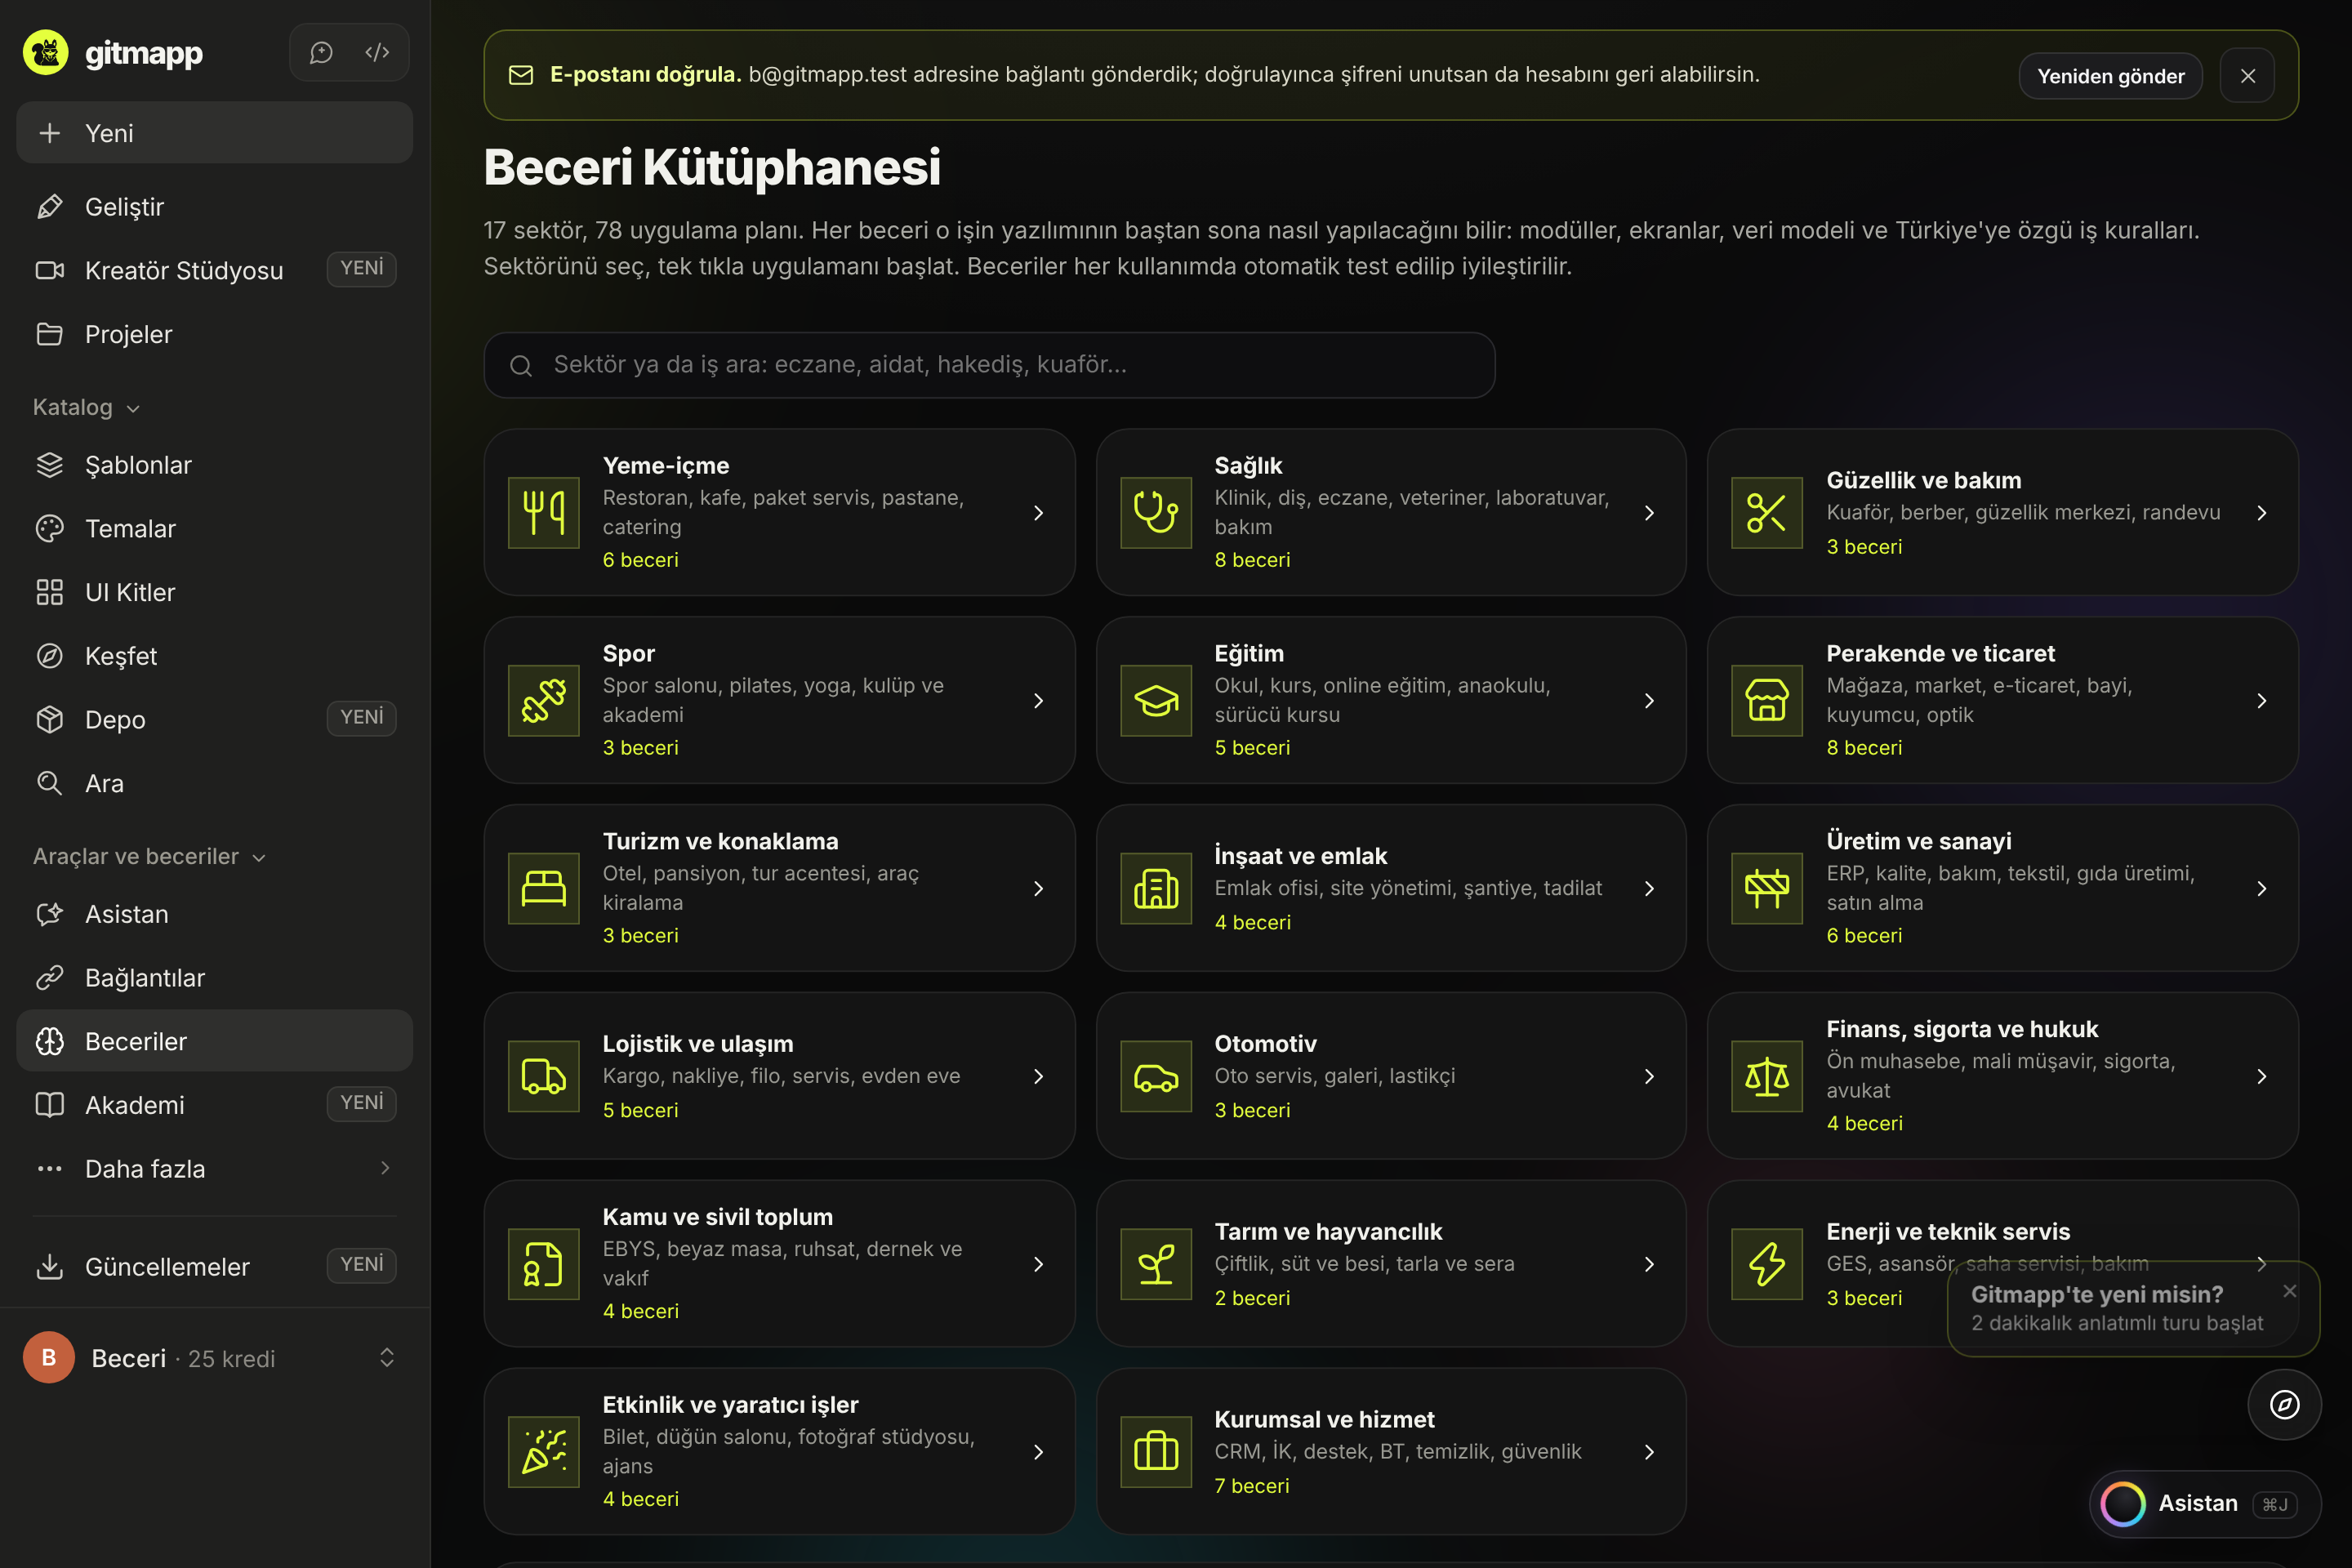 gitmapp
Yeni
Geliştir
Kreatör Stüdyosu YENİ
Projeler
Katalog
Şablonlar
Temalar
UI Kitler
Keşfet
Depo YENİ
Ara
Araçlar ve beceriler
Asistan
Bağlantılar
Beceriler
Akademi YENİ
Daha fazla
Güncellemeler YENİ
B Beceri · 25 kredi
E-postanı doğrula. b@gitmapp.test adresine bağlantı gönderdik; doğrulayınca şifreni unutsan da hesabını geri alabilirsin. Yeniden gönder
Beceri Kütüphanesi
17 sektör, 78 uygulama planı. Her beceri o işin yazılımının baştan sona nasıl yapılacağını bilir: modüller, ekranlar, veri modeli ve Türkiye'ye özgü iş kuralları.
Sektörünü seç, tek tıkla uygulamanı başlat. Beceriler her kullanımda otomatik test edilip iyileştirilir.
Sektör ya da iş ara: eczane, aidat, hakediş, kuaför...
Yeme-içme
Restoran, kafe, paket servis, pastane,
catering
6 beceri
Sağlık
Klinik, diş, eczane, veteriner, laboratuvar,
bakım
8 beceri
Güzellik ve bakım
Kuaför, berber, güzellik merkezi, randevu
3 beceri
Spor
Spor salonu, pilates, yoga, kulüp ve
akademi
3 beceri
Eğitim
Okul, kurs, online eğitim, anaokulu,
sürücü kursu
5 beceri
Perakende ve ticaret
Mağaza, market, e-ticaret, bayi,
kuyumcu, optik
8 beceri
Turizm ve konaklama
Otel, pansiyon, tur acentesi, araç
kiralama
3 beceri
İnşaat ve emlak
Emlak ofisi, site yönetimi, şantiye, tadilat
4 beceri
Üretim ve sanayi
ERP, kalite, bakım, tekstil, gıda üretimi,
satın alma
6 beceri
Lojistik ve ulaşım
Kargo, nakliye, filo, servis, evden eve
5 beceri
Otomotiv
Oto servis, galeri, lastikçi
3 beceri
Finans, sigorta ve hukuk
Ön muhasebe, mali müşavir, sigorta,
avukat
4 beceri
Kamu ve sivil toplum
EBYS, beyaz masa, ruhsat, dernek ve
vakıf
4 beceri
Tarım ve hayvancılık
Çiftlik, süt ve besi, tarla ve sera
2 beceri
Enerji ve teknik servis
GES, asansör, saha servisi, bakım
3 beceri
Gitmapp'te yeni misin?
2 dakikalık anlatımlı turu başlat
Etkinlik ve yaratıcı işler
Bilet, düğün salonu, fotoğraf stüdyosu,
ajans
4 beceri
Kurumsal ve hizmet
CRM, İK, destek, BT, temizlik, güvenlik
7 beceri
Asistan ⌘J